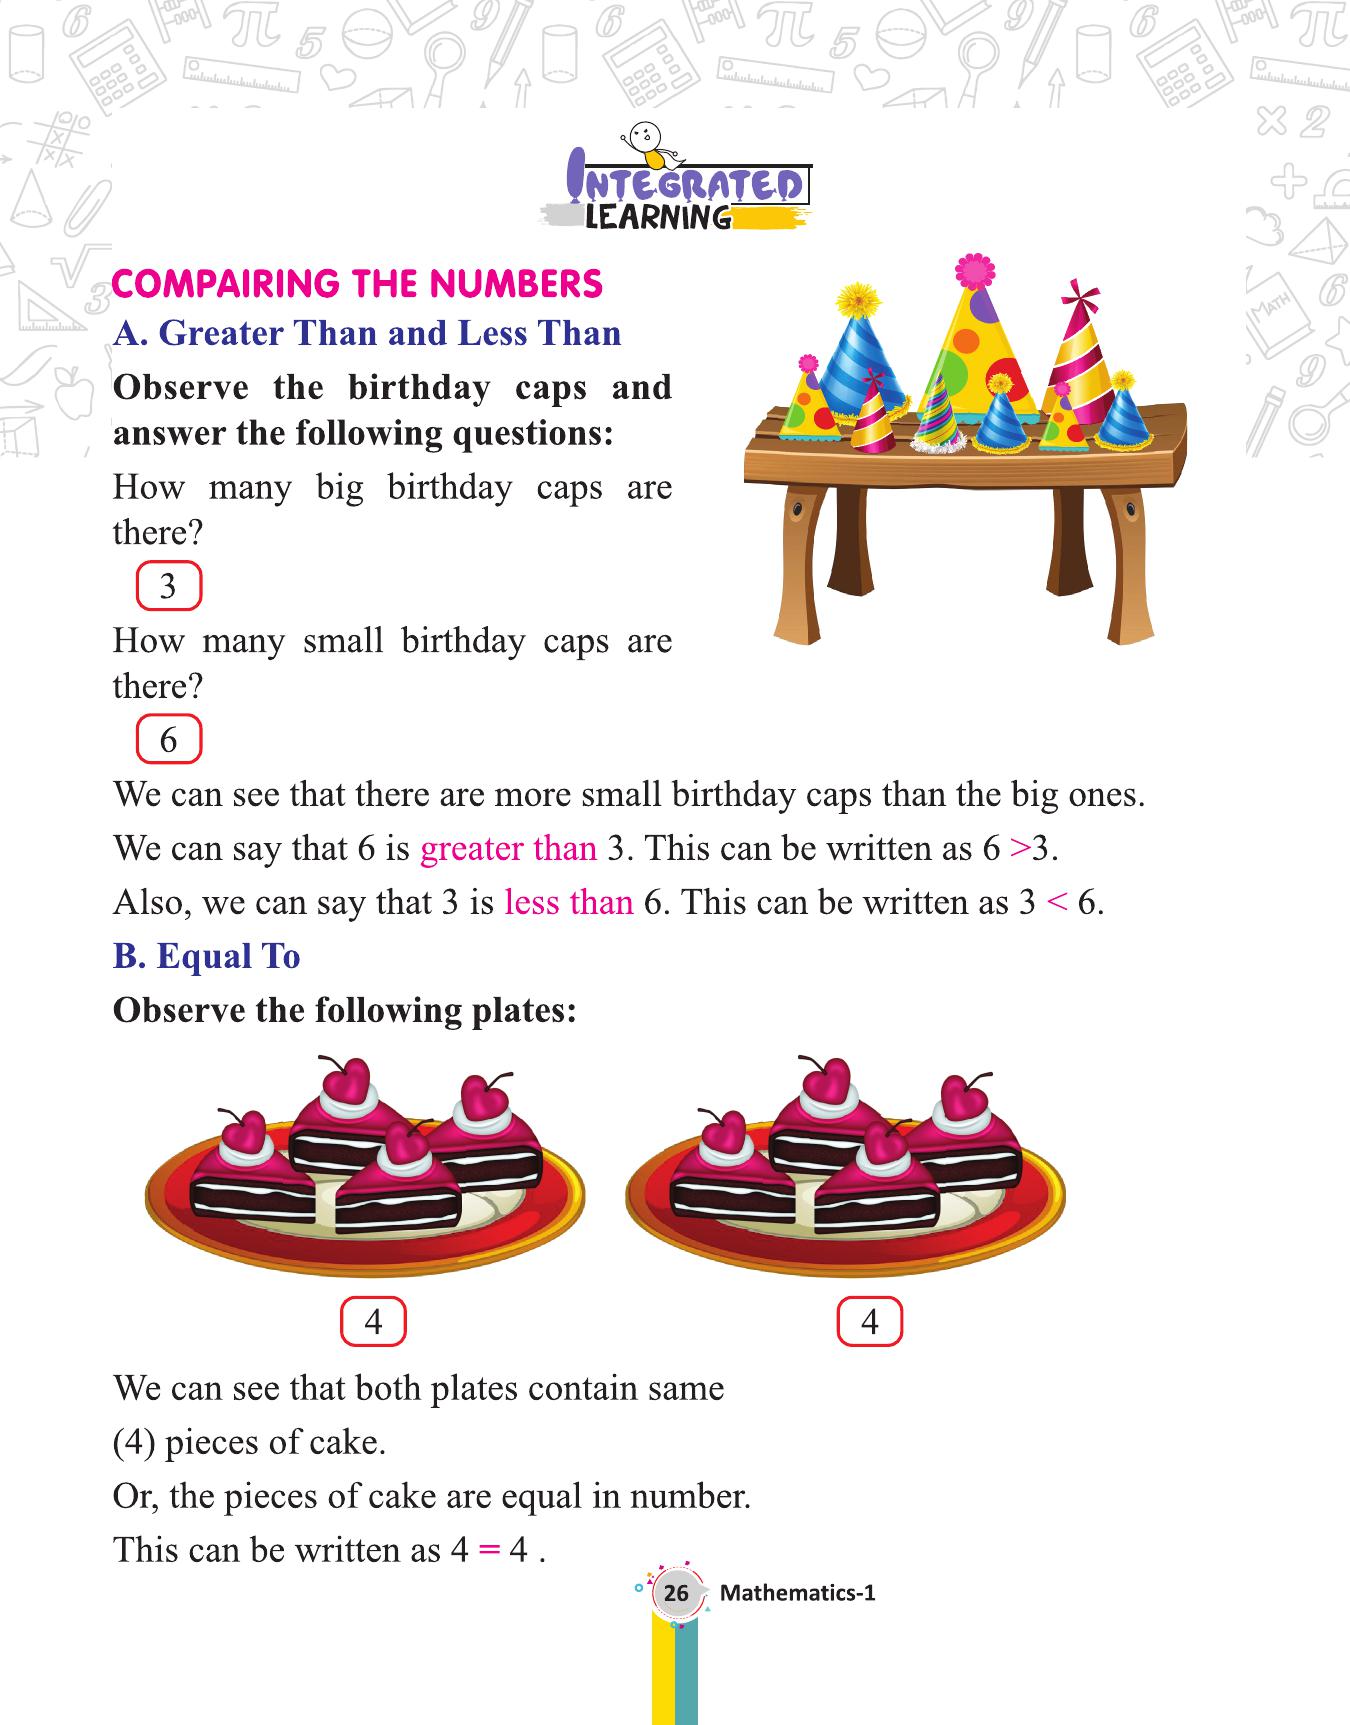 INTEGRATED
LEARNING
COMPAIRING THE NUMBERS
A. Greater Than and Less Than
Observe the birthday caps and
answer the following questions:
How many big birthday caps are
there?
3
How many small birthday caps are
there?
6
We can see that there are more small birthday caps than the big ones.
We can say that 6 is greater than 3. This can be written as 6 >3.
Also, we can say that 3 is less than 6. This can be written as 3 < 6.
B. Equal To
Observe the following plates:
4 4
We can see that both plates contain same
(4) pieces of cake.
Or, the pieces of cake are equal in number.
This can be written as 4 = 4 .
26 Mathematics-1